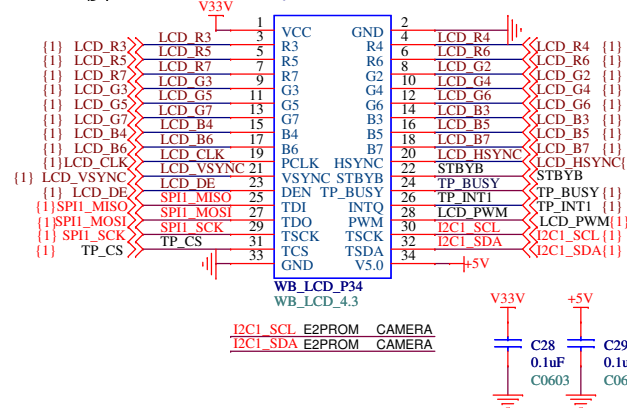 V33V
1 VCC GND 2
{1} LCD_R3 LCD_R3 3 R3 R4 4 LCD_R4 LCD_R4 {1}
{1} LCD_R5 LCD_R5 5 R5 R6 6 LCD_R6 LCD_R6 {1}
{1} LCD_R7 LCD_R7 7 R7 G2 8 LCD_G2 LCD_G2 {1}
{1} LCD_G3 LCD_G3 9 G3 G4 10 LCD_G4 LCD_G4 {1}
{1} LCD_G5 LCD_G5 11 G5 G6 12 LCD_G6 LCD_G6 {1}
{1} LCD_G7 LCD_G7 13 G7 B3 14 LCD_B3 LCD_B3 {1}
{1} LCD_B4 LCD_B4 15 B4 B5 16 LCD_B5 LCD_B5 {1}
{1} LCD_B6 LCD_B6 17 B6 B7 18 LCD_B7 LCD_B7 {1}
{1} LCD_CLK LCD_CLK 19 PCLK HSYNC 20 LCD_HSYNC LCD_HSYNC{
{1} LCD_VSYNC LCD_VSYNC 21 VSYNC STBYB 22 STBYB STBYB
{1} LCD_DE LCD_DE 23 DEN TP_BUSY 24 TP_BUSY TP_BUSY {1}
{1}SPI1_MISO SPI1_MISO 25 TDI INTQ 26 TP_INT1 TP_INT1 {1}
{1}SPI1_MOSI SPI1_MOSI 27 TDO PWM 28 LCD_PWM LCD_PWM{1}
{1} SPI1_SCK SPI1_SCK 29 TSCK TSCK 30 I2C1_SCL I2C1_SCL{1}
{1} TP_CS TP_CS 31 TCS TSDA 32 I2C1_SDA I2C1_SDA{1}
33 GND V5.0 34 +5V
WB_LCD_P34
WB_LCD_4.3
I2C1_SCL E2PROM CAMERA
I2C1_SDA E2PROM CAMERA
V33V +5V
C28 C29
0.1uF 0.1u
C0603 C06